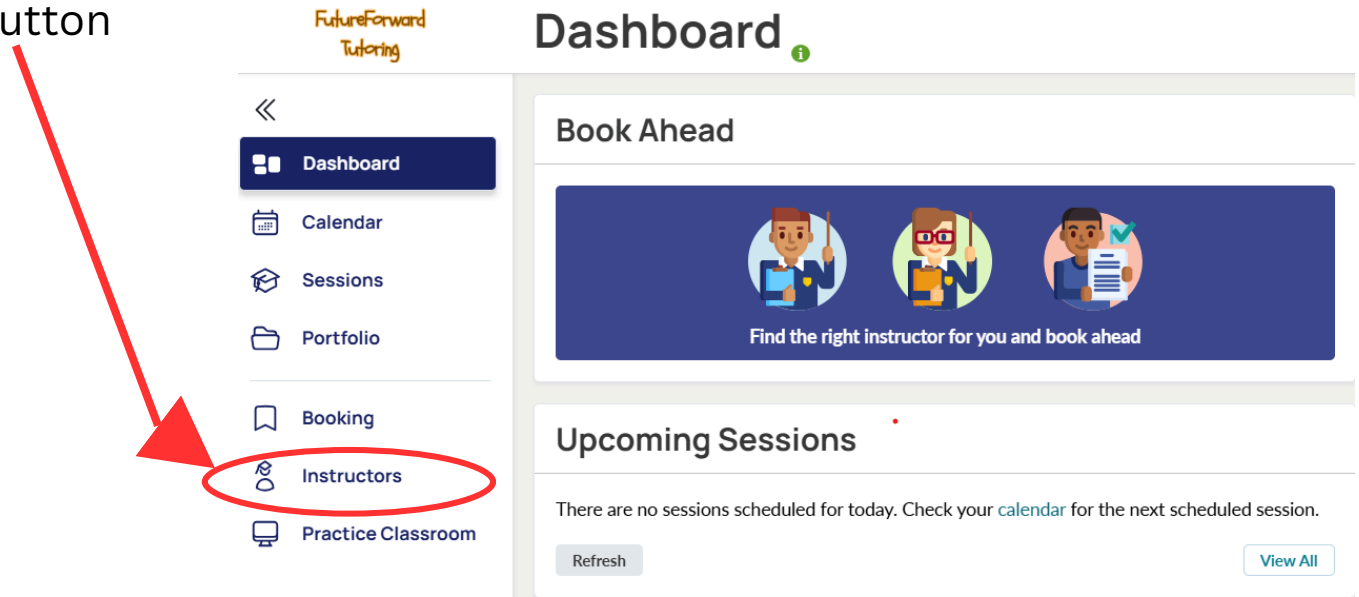 utton
FutureForward
Tutoring
Dashboard
Dashboard
Calendar
Sessions
Portfolio
Booking
Instructors
Practice Classroom
Book Ahead
Find the right instructor for you and book ahead
Upcoming Sessions
There are no sessions scheduled for today. Check your calendar for the next scheduled session.
Refresh
View All